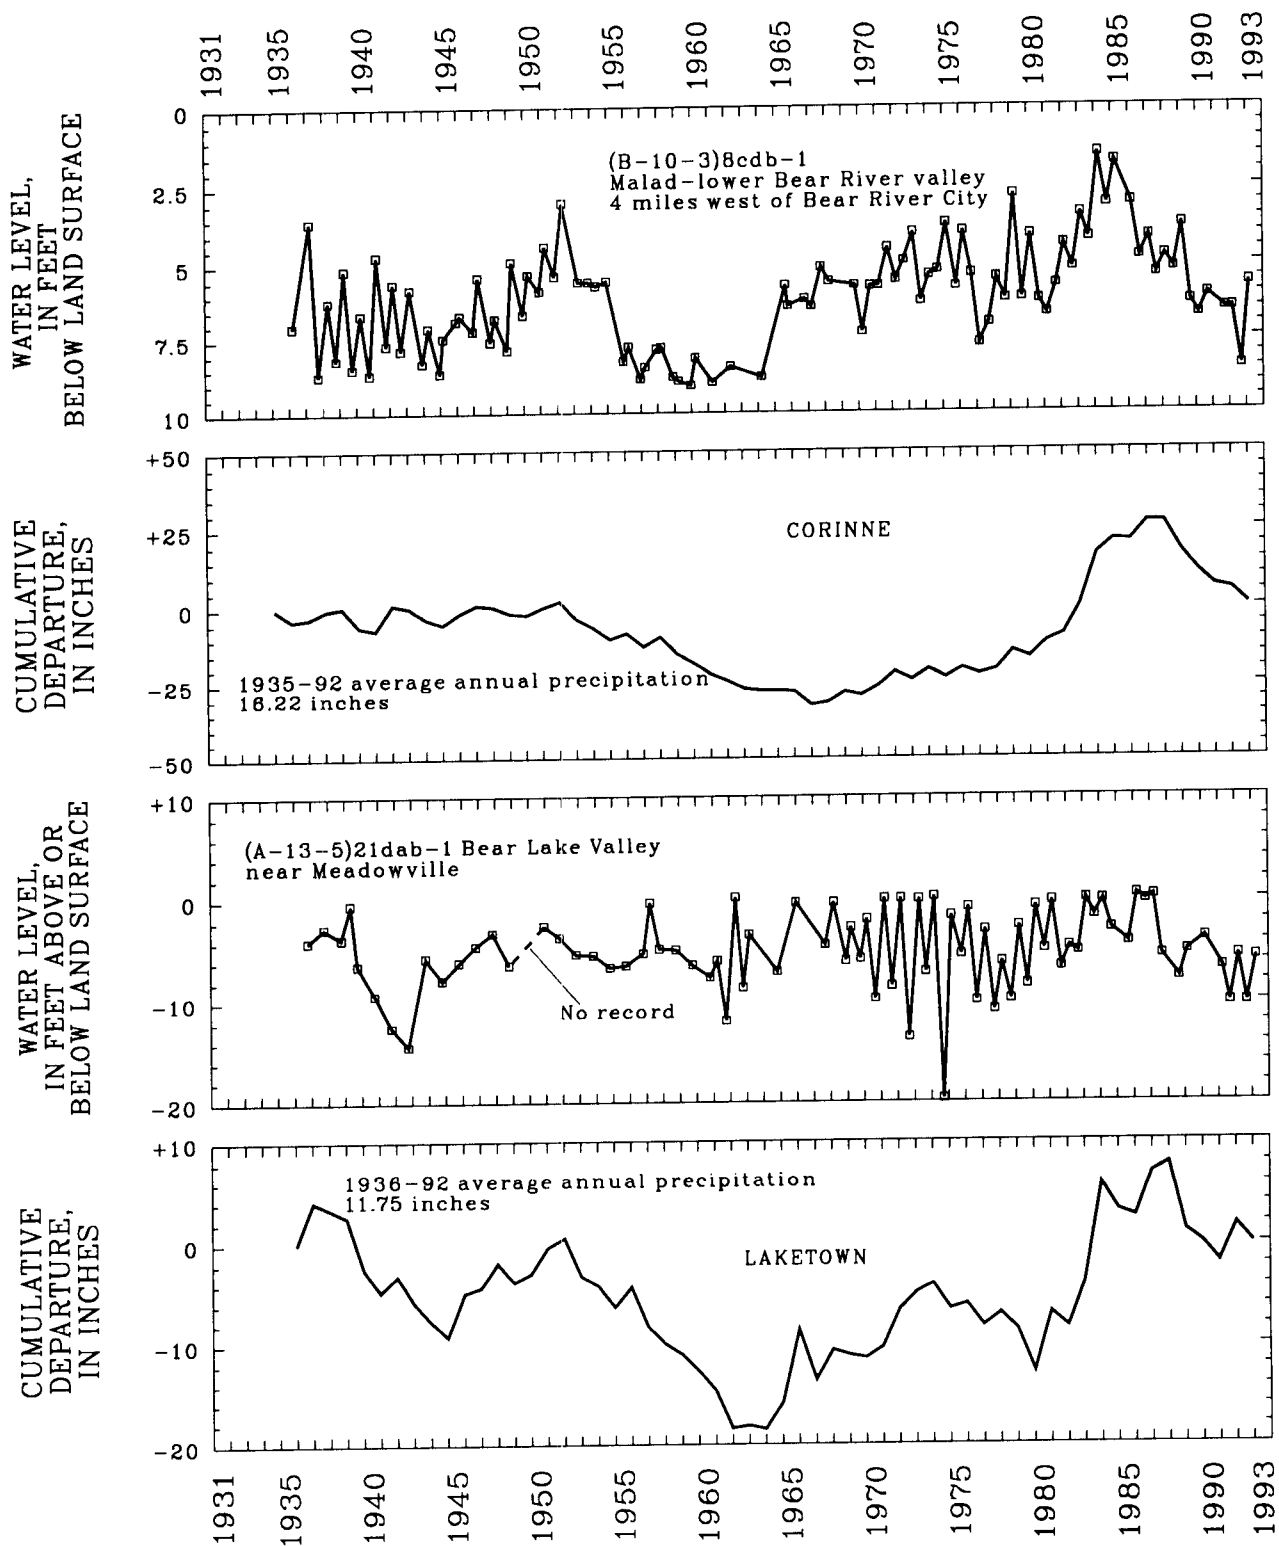 1931 1935 1940 1945 1950 1955 1960 1965 1970 1975 1980 1985 1990 1993
WATER LEVEL,
IN FEET
BELOW LAND SURFACE
0
2.5
5
7.5
10
(B-10-3)8cdb-1
Malad-lower Bear River valley
4 miles west of Bear River City
CUMULATIVE
DEPARTURE,
IN INCHES
+50
+25
0
-25
-50
CORINNE
1935-92 average annual precipitation
16.22 inches
WATER LEVEL,
IN FEET ABOVE OR
BELOW LAND SURFACE
+10
0
-10
-20
(A-13-5)21dab-1 Bear Lake Valley
near Meadowville
No record
CUMULATIVE
DEPARTURE,
IN INCHES
+10
0
-10
-20
1936-92 average annual precipitation
11.75 inches
LAKETOWN
1931 1935 1940 1945 1950 1955 1960 1965 1970 1975 1980 1985 1990 1993